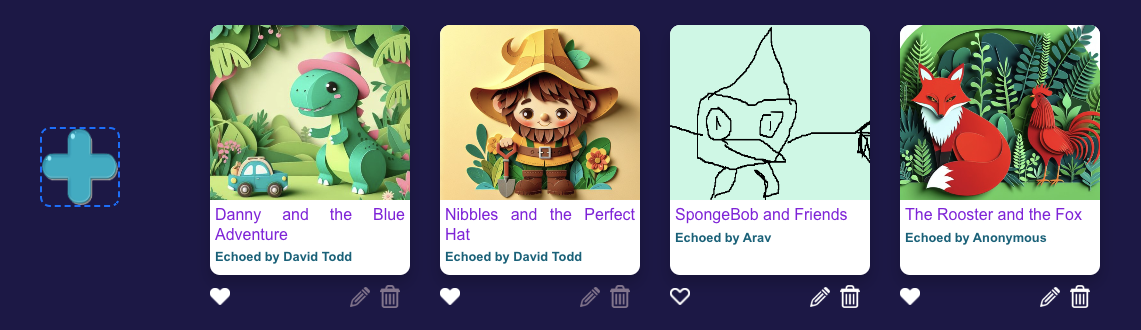 Danny and the Blue
Adventure
Echoed by David Todd
Nibbles and the Perfect
Hat
Echoed by David Todd
SpongeBob and Friends
Echoed by Arav
The Rooster and the Fox
Echoed by Anonymous